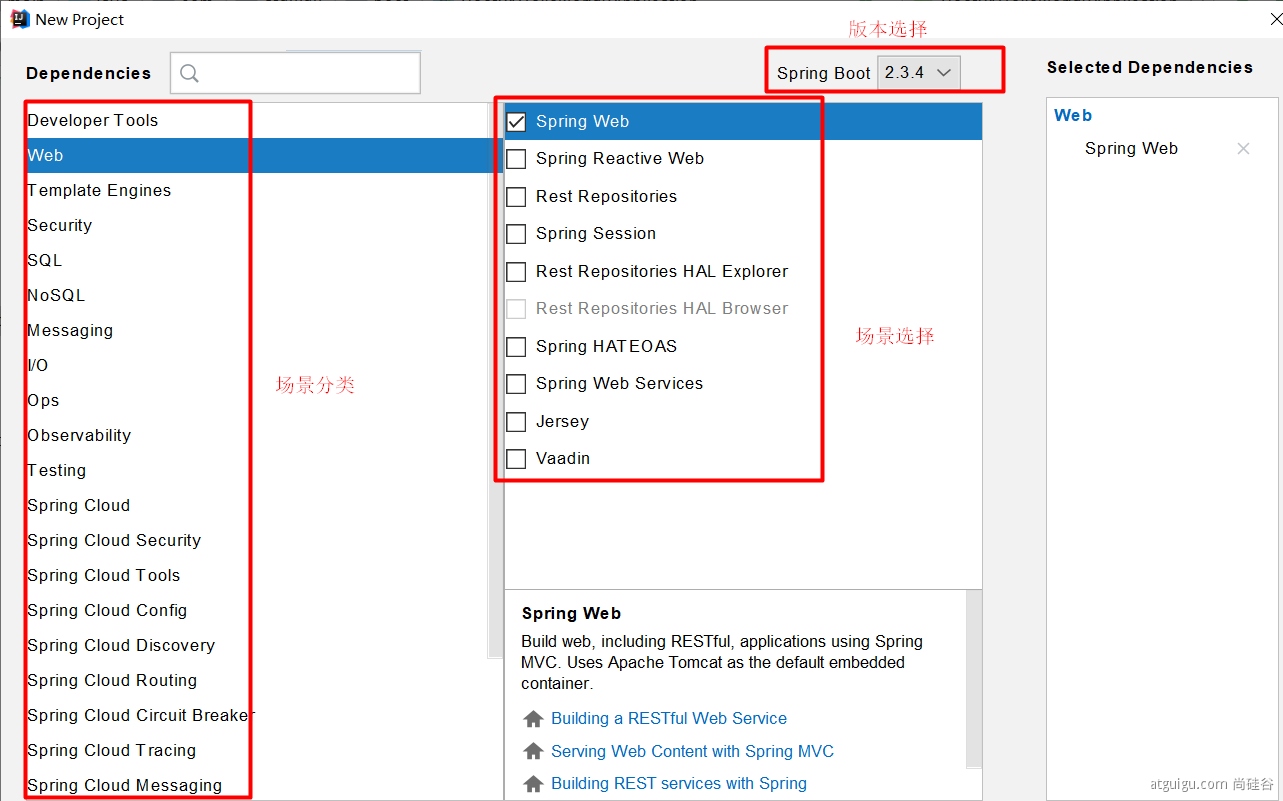 New Project
版本选择
Dependencies
Spring Boot 2.3.4
Selected Dependencies
Developer Tools
Web
Template Engines
Security
SQL
NoSQL
Messaging
I/O
Ops
Observability
Testing
Spring Cloud
Spring Cloud Security
Spring Cloud Tools
Spring Cloud Config
Spring Cloud Discovery
Spring Cloud Routing
Spring Cloud Circuit Breaker
Spring Cloud Tracing
Spring Cloud Messaging
场景分类
Spring Web
Spring Reactive Web
Rest Repositories
Spring Session
Rest Repositories HAL Explorer
Rest Repositories HAL Browser
Spring HATEOAS
Spring Web Services
Jersey
Vaadin
场景选择
Spring Web
Build web, including RESTful, applications using Spring
MVC. Uses Apache Tomcat as the default embedded
container.
Building a RESTful Web Service
Serving Web Content with Spring MVC
Building REST services with Spring
Web
Spring Web
atguigu.com 尚硅谷